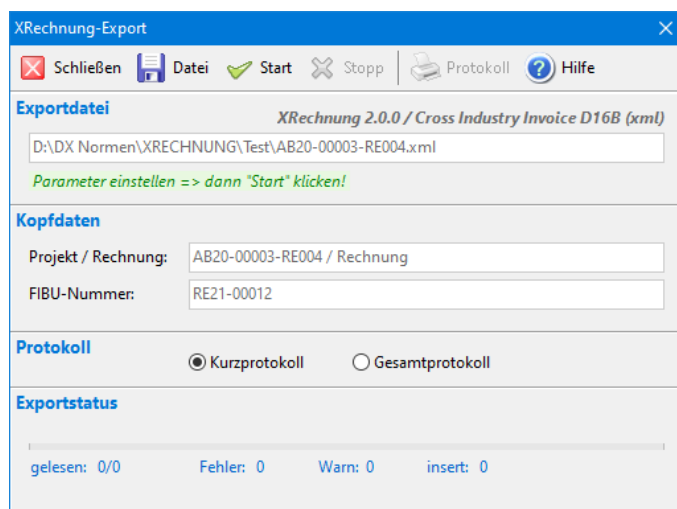 XRechnung-Export
Schließen Datei Start Stopp Protokoll Hilfe
Exportdatei
XRechnung 2.0.0 / Cross Industry Invoice D16B (xml)
D:\DX Normen\XRECHNUNG\Test\AB20-00003-RE004.xml
Parameter einstellen => dann "Start" klicken!
Kopfdaten
Projekt / Rechnung: AB20-00003-RE004 / Rechnung
FIBU-Nummer: RE21-00012
Protokoll
Kurzprotokoll Gesamtprotokoll
Exportstatus
gelesen: 0/0 Fehler: 0 Warn: 0 insert: 0